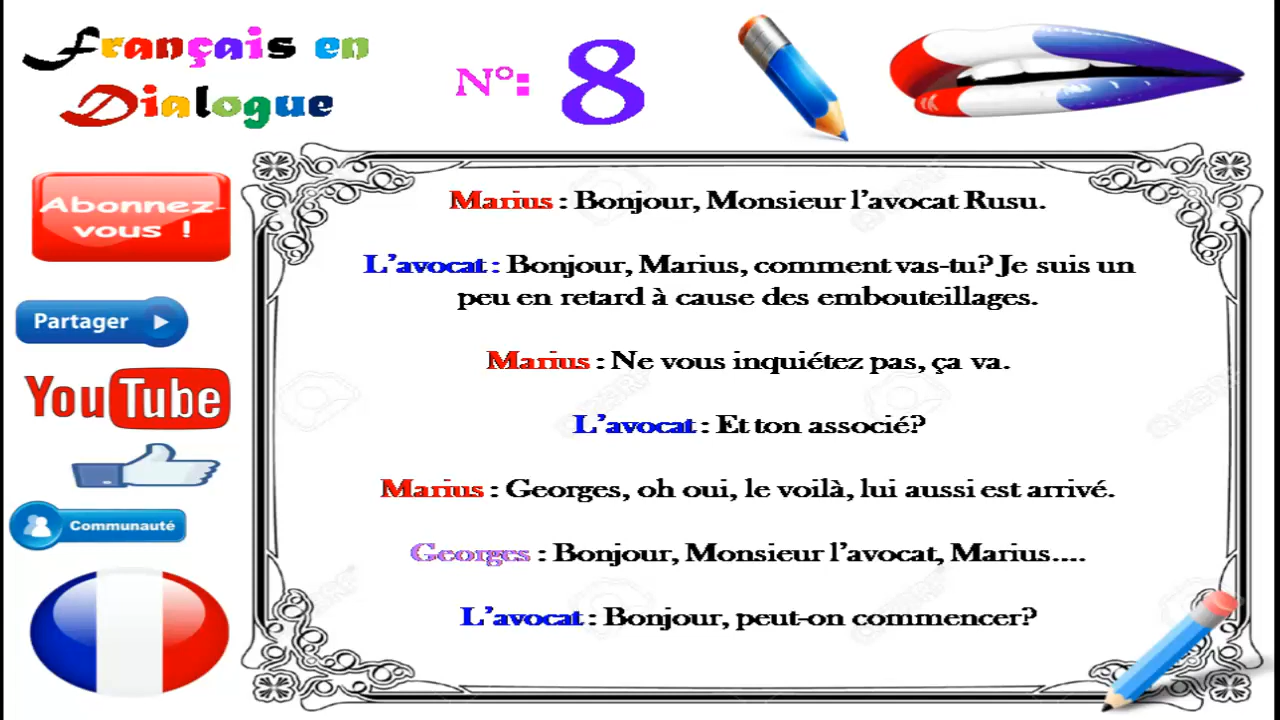 Français en
Dialogue
N°: 8
Abonnez-
vous !
Partager
YouTube
Communauté
Marius : Bonjour, Monsieur l’avocat Rusu.
L’avocat : Bonjour, Marius, comment vas-tu? Je suis un
peu en retard à cause des embouteillages.
Marius : Ne vous inquiétez pas, ça va.
L’avocat : Et ton associé?
Marius : Georges, oh oui, le voilà, lui aussi est arrivé.
Georges : Bonjour, Monsieur l’avocat, Marius....
L’avocat : Bonjour, peut-on commencer?